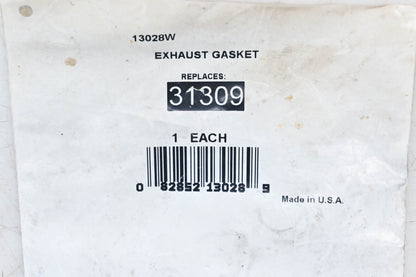 13028W
EXHAUST GASKET
REPLACES:
31309
1 EACH
0 82852 13028 9
Made in U.S.A.